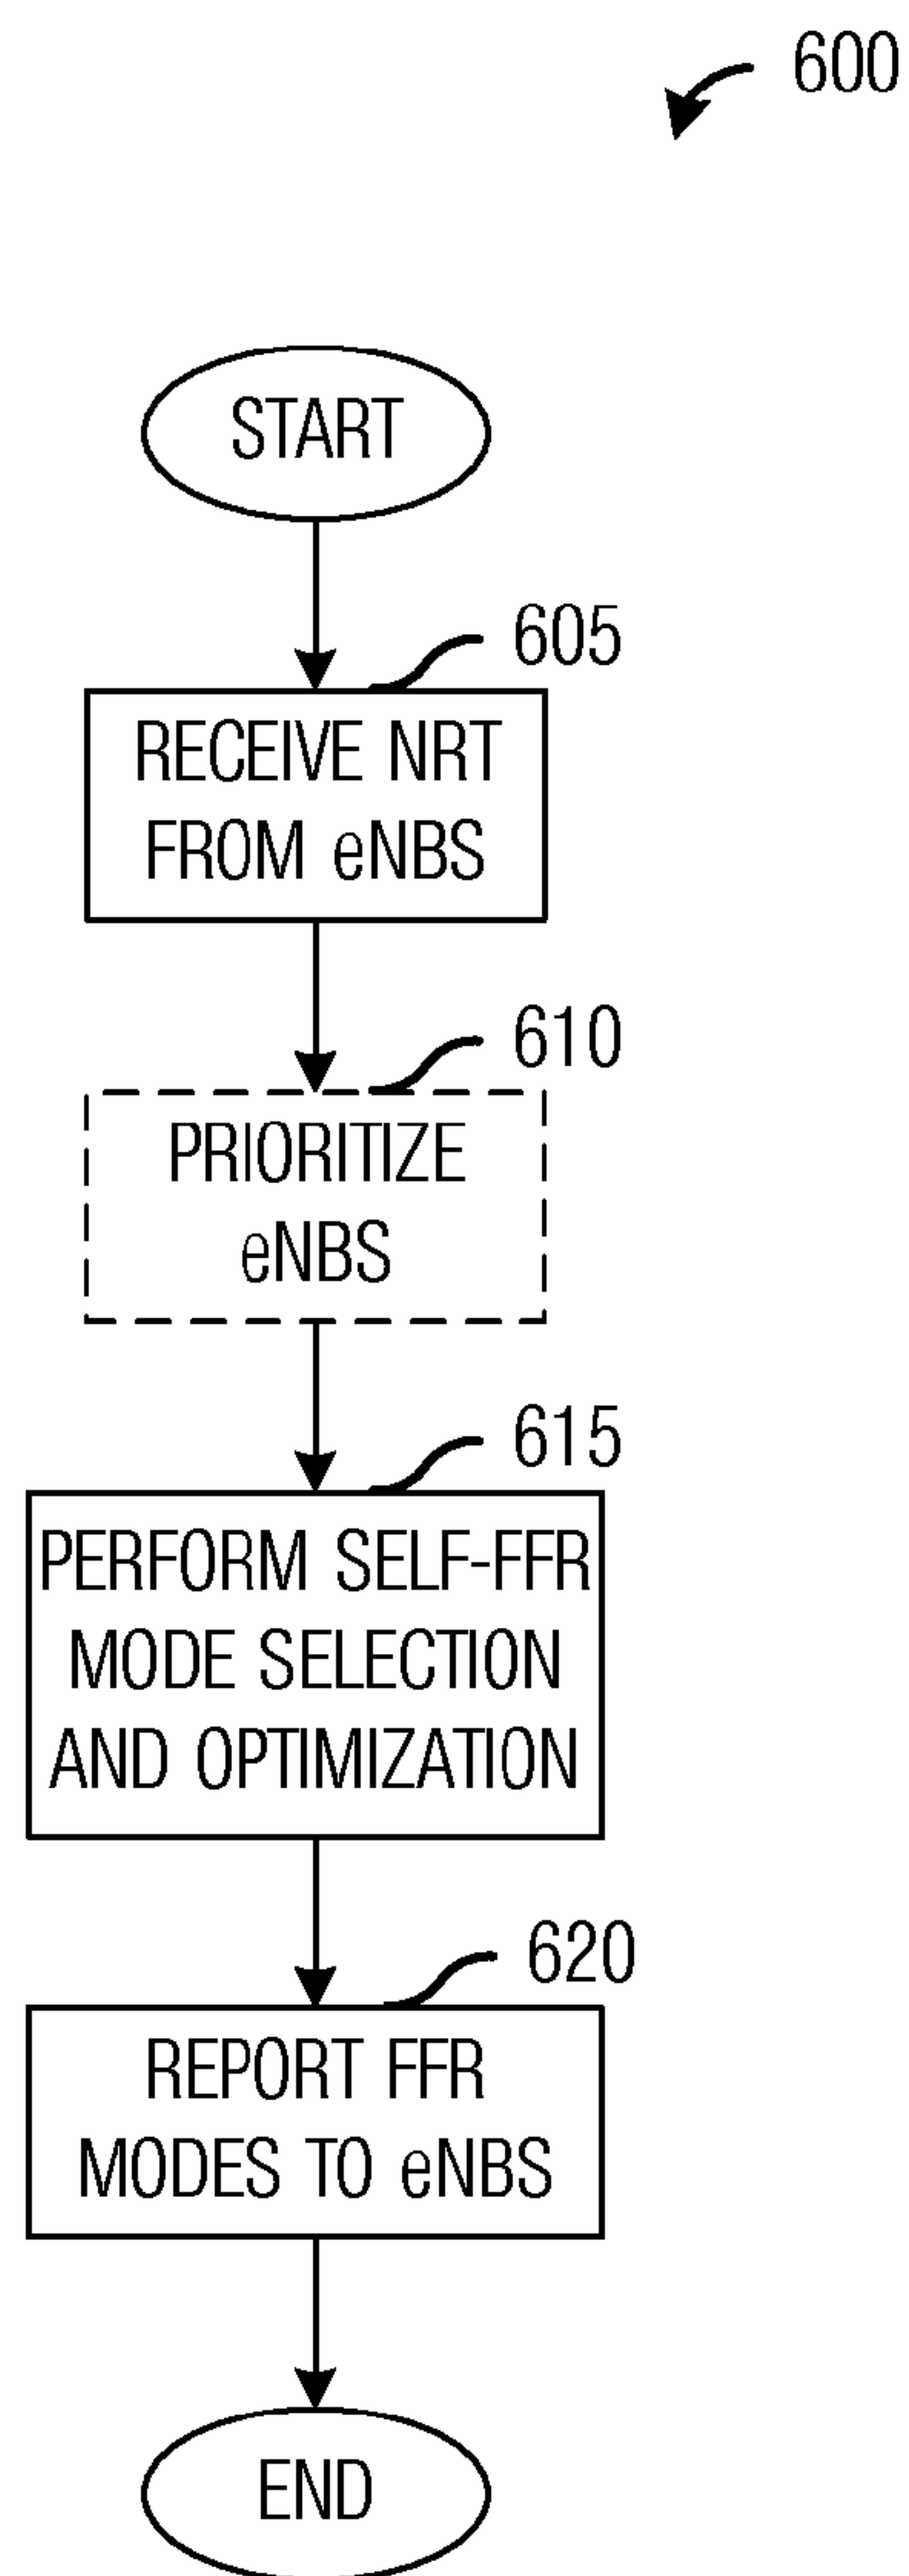 600
START
605
RECEIVE NRT
FROM eNBS
610
PRIORITIZE
eNBS
615
PERFORM SELF-FFR
MODE SELECTION
AND OPTIMIZATION
620
REPORT FFR
MODES TO eNBS
END